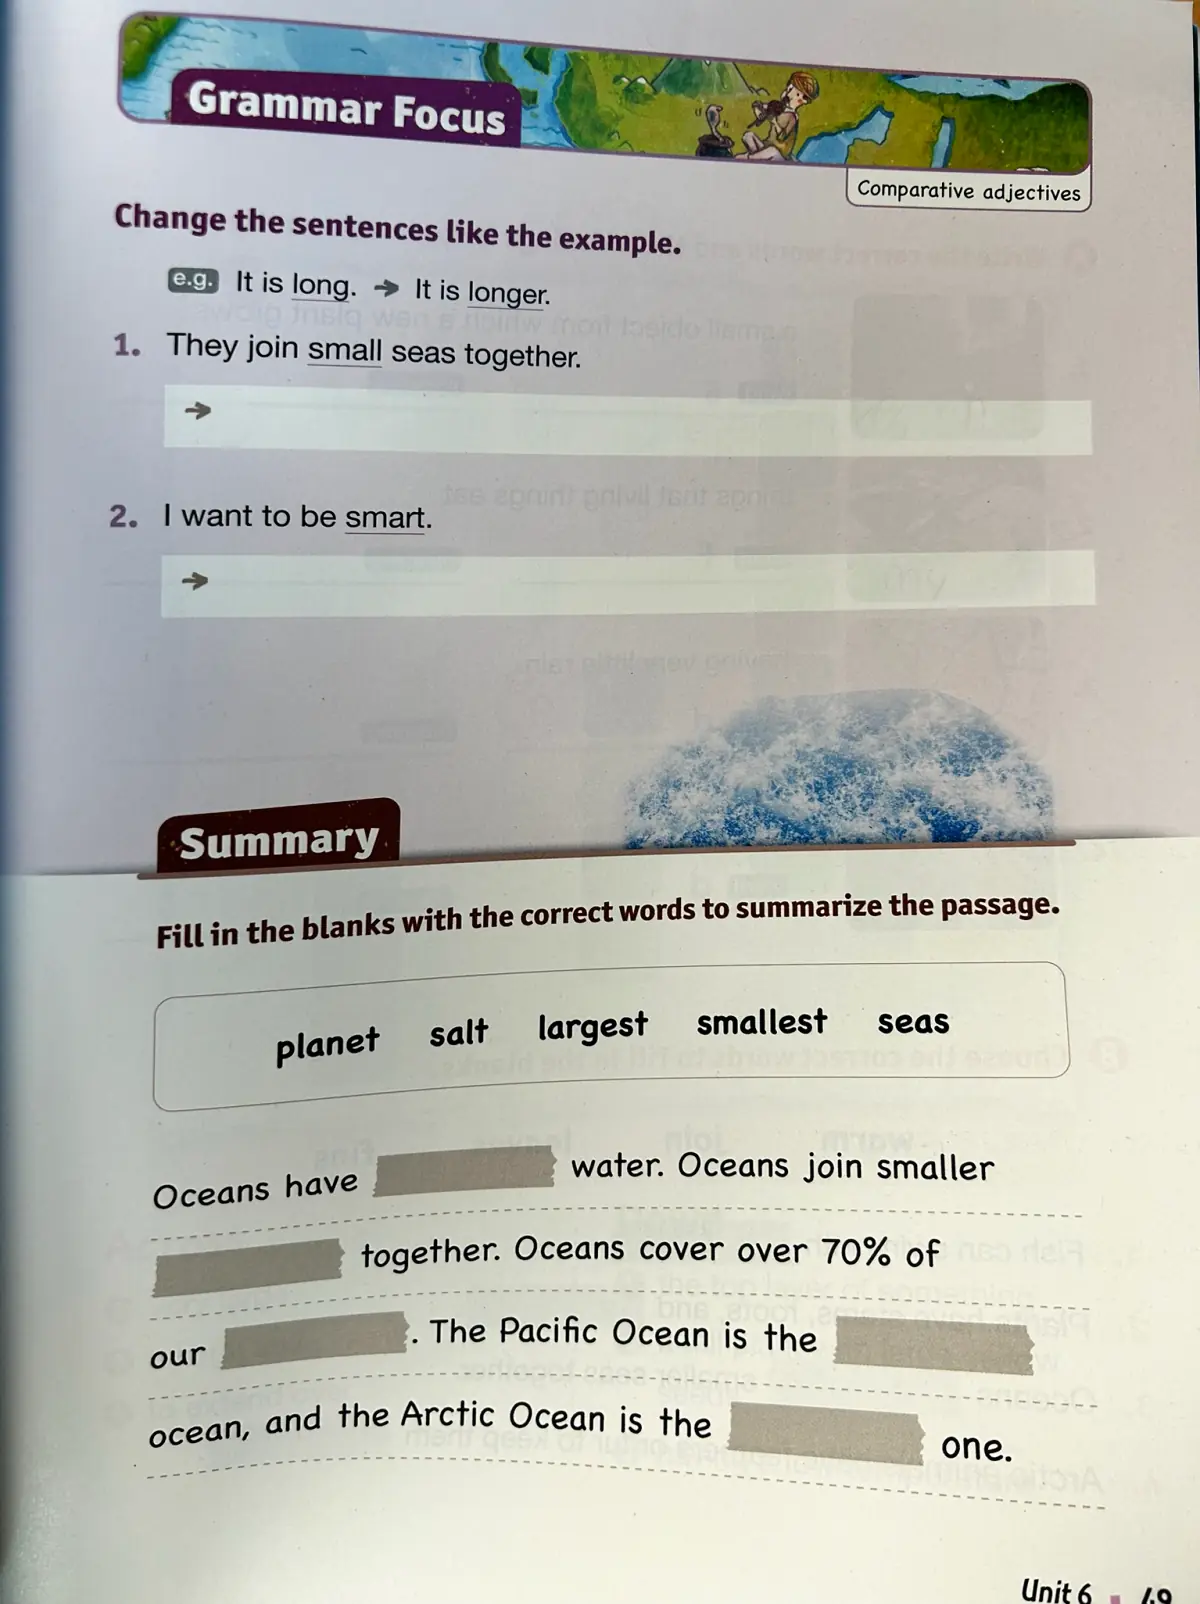 Grammar Focus
Comparative adjectives
Change the sentences like the example.
e.g. It is long. → It is longer.
1. They join small seas together.
→
2. I want to be smart.
→
Summary
Fill in the blanks with the correct words to summarize the passage.
planet salt largest smallest seas
Oceans have water. Oceans join smaller
together. Oceans cover over 70% of
our . The Pacific Ocean is the
ocean, and the Arctic Ocean is the one.
Unit 6 ▪ 49